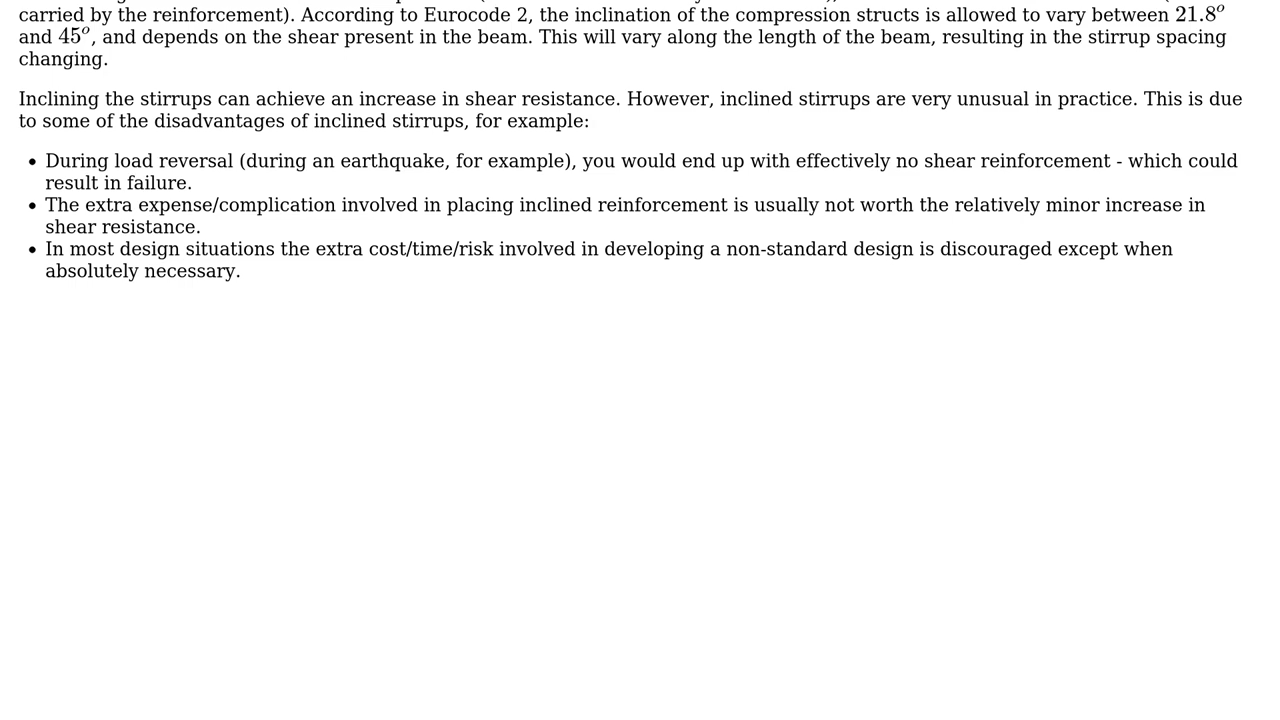 carried by the reinforcement). According to Eurocode 2, the inclination of the compression structs is allowed to vary between 21.8°
and 45°, and depends on the shear present in the beam. This will vary along the length of the beam, resulting in the stirrup spacing
changing.
Inclining the stirrups can achieve an increase in shear resistance. However, inclined stirrups are very unusual in practice. This is due
to some of the disadvantages of inclined stirrups, for example:
• During load reversal (during an earthquake, for example), you would end up with effectively no shear reinforcement - which could
result in failure.
• The extra expense/complication involved in placing inclined reinforcement is usually not worth the relatively minor increase in
shear resistance.
• In most design situations the extra cost/time/risk involved in developing a non-standard design is discouraged except when
absolutely necessary.